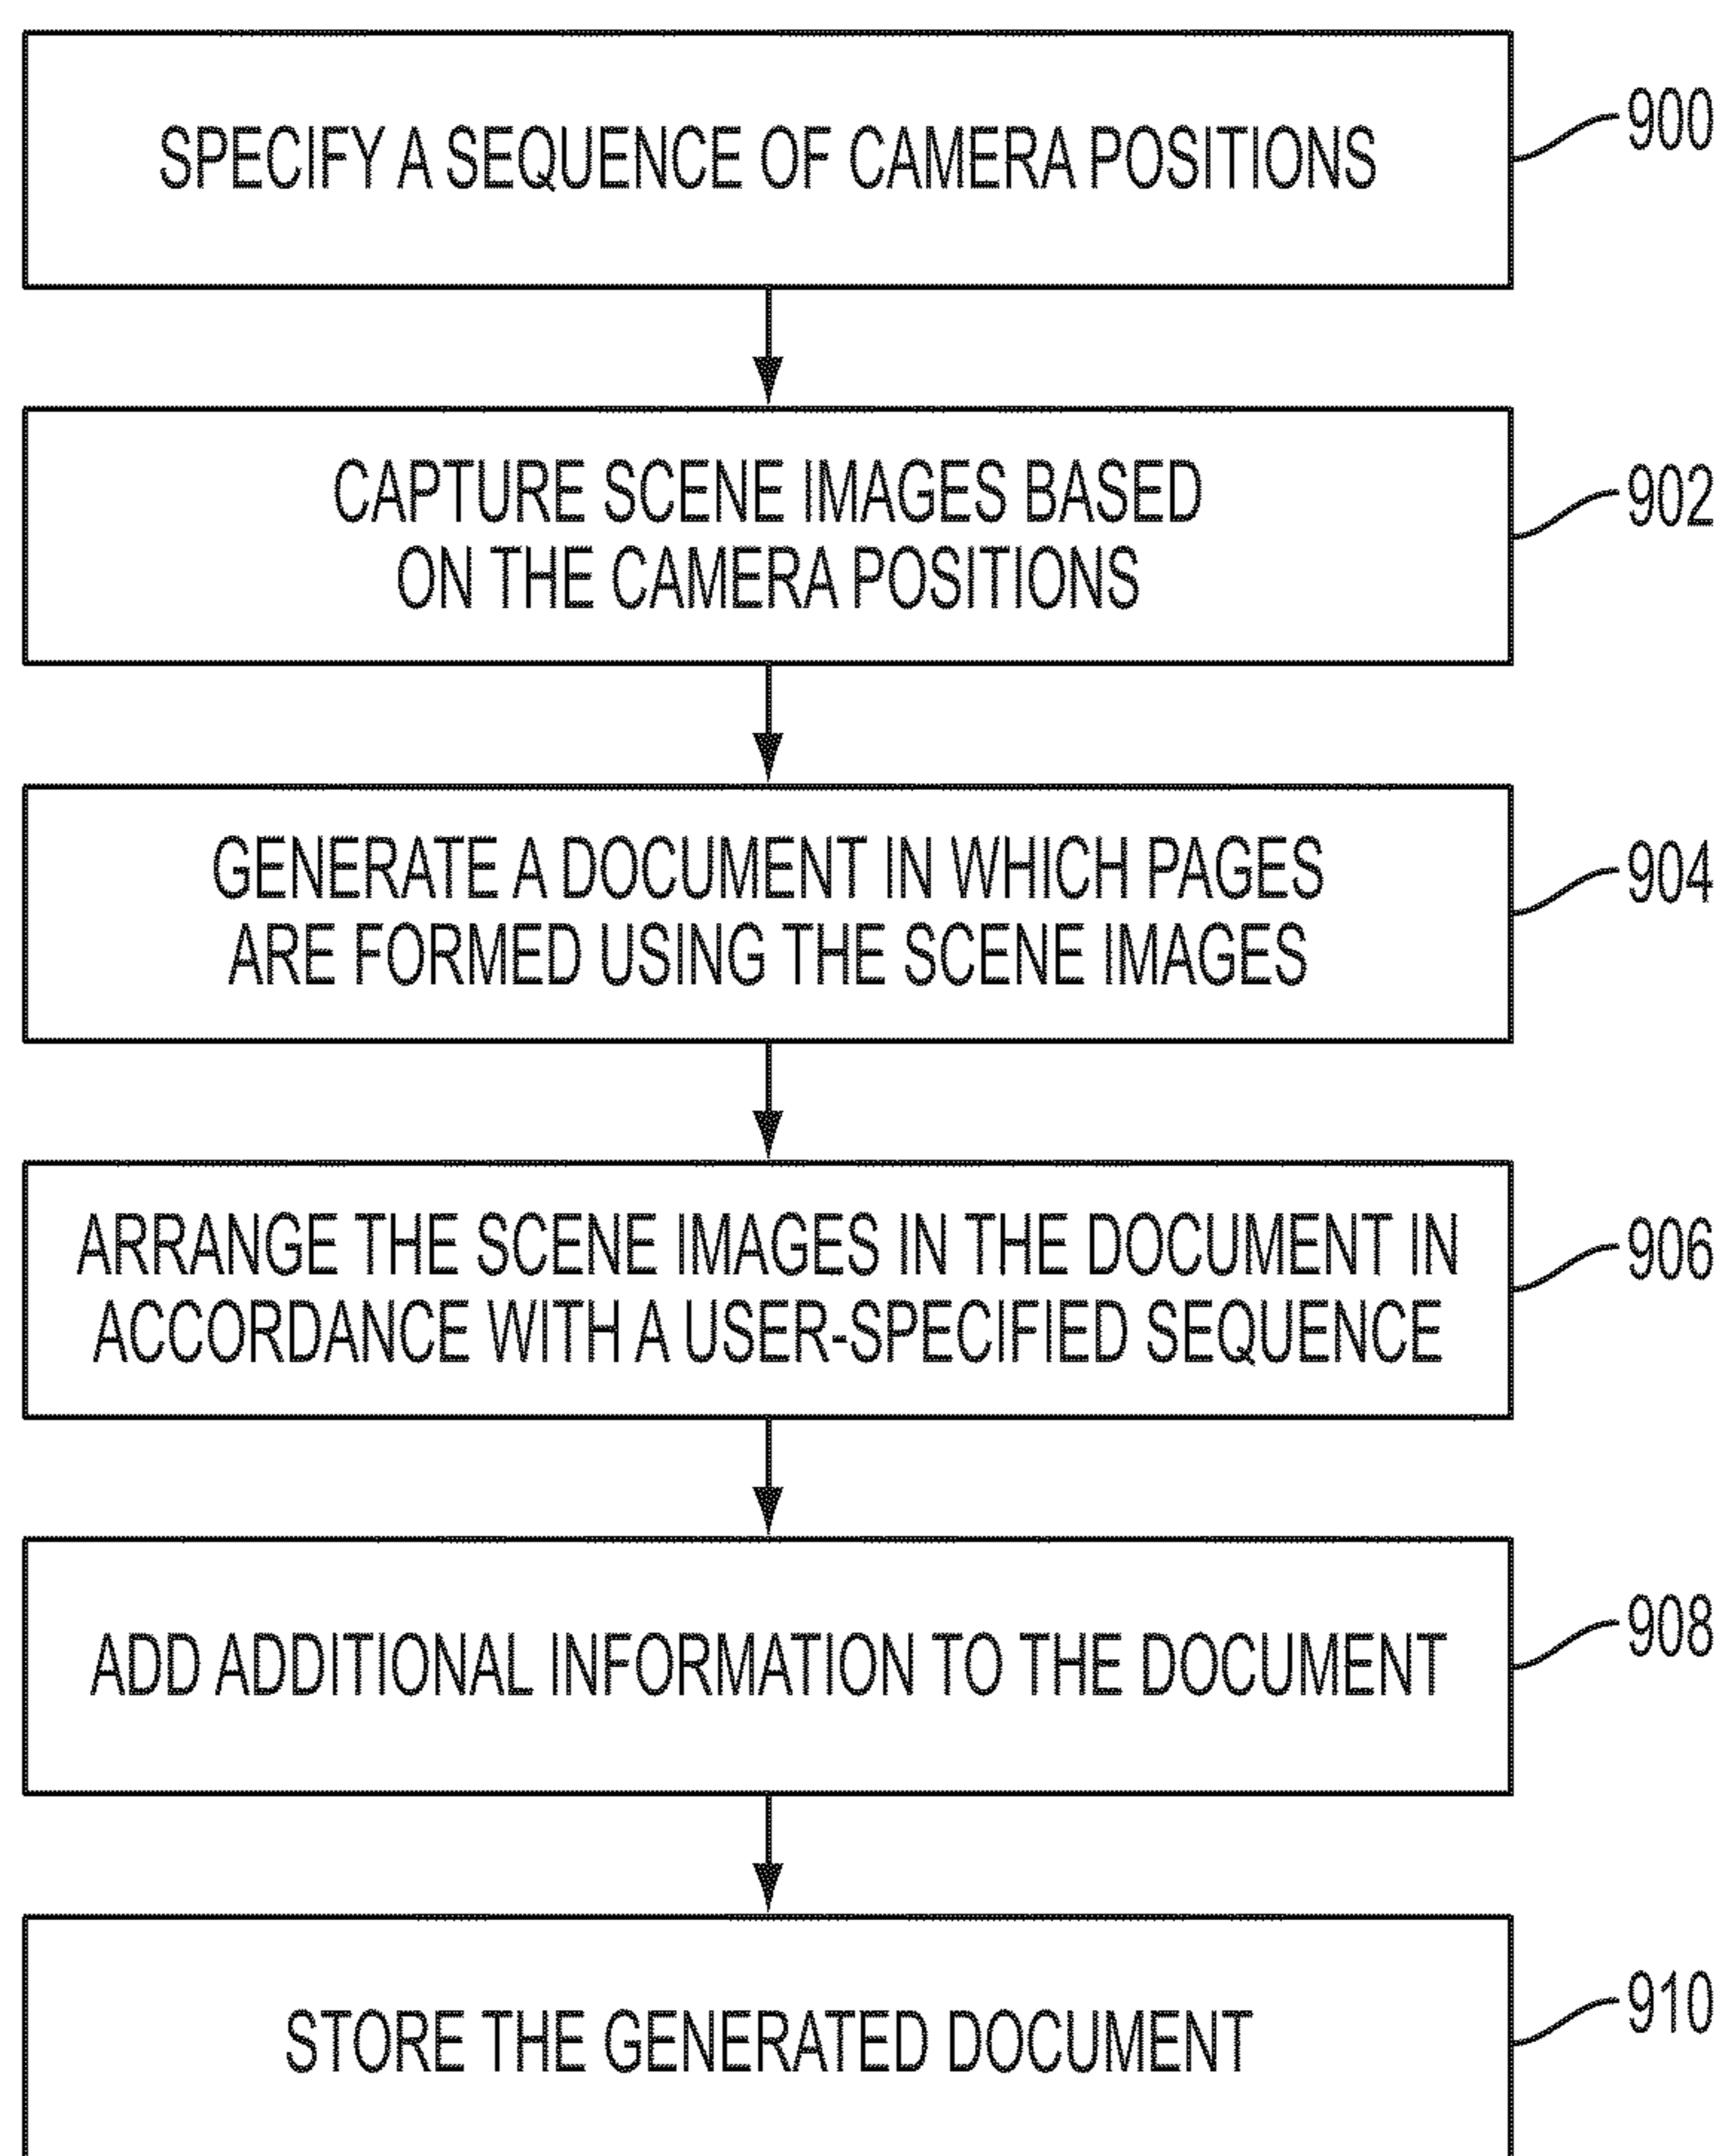 SPECIFY A SEQUENCE OF CAMERA POSITIONS
900
CAPTURE SCENE IMAGES BASED
ON THE CAMERA POSITIONS
902
GENERATE A DOCUMENT IN WHICH PAGES
ARE FORMED USING THE SCENE IMAGES
904
ARRANGE THE SCENE IMAGES IN THE DOCUMENT IN
ACCORDANCE WITH A USER-SPECIFIED SEQUENCE
906
ADD ADDITIONAL INFORMATION TO THE DOCUMENT
908
STORE THE GENERATED DOCUMENT
910